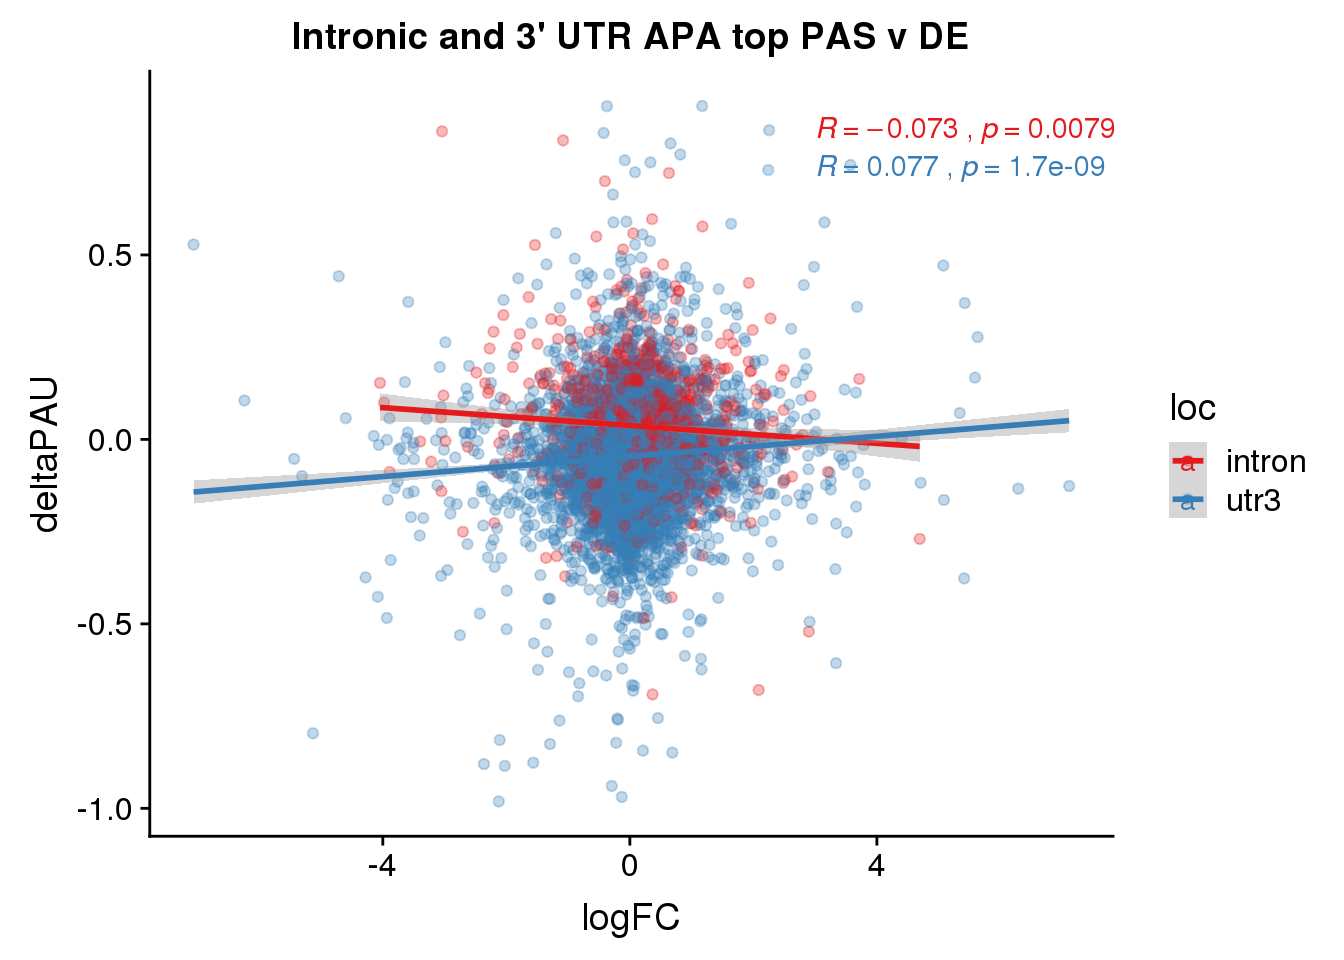 Intronic and 3' UTR APA top PAS v DE
R = −0.073 , p = 0.0079
R = 0.077 , p = 1.7e-09
0.5
0.0
-0.5
-1.0
deltaPAU
-4 0 4
logFC
loc
a intron
a utr3